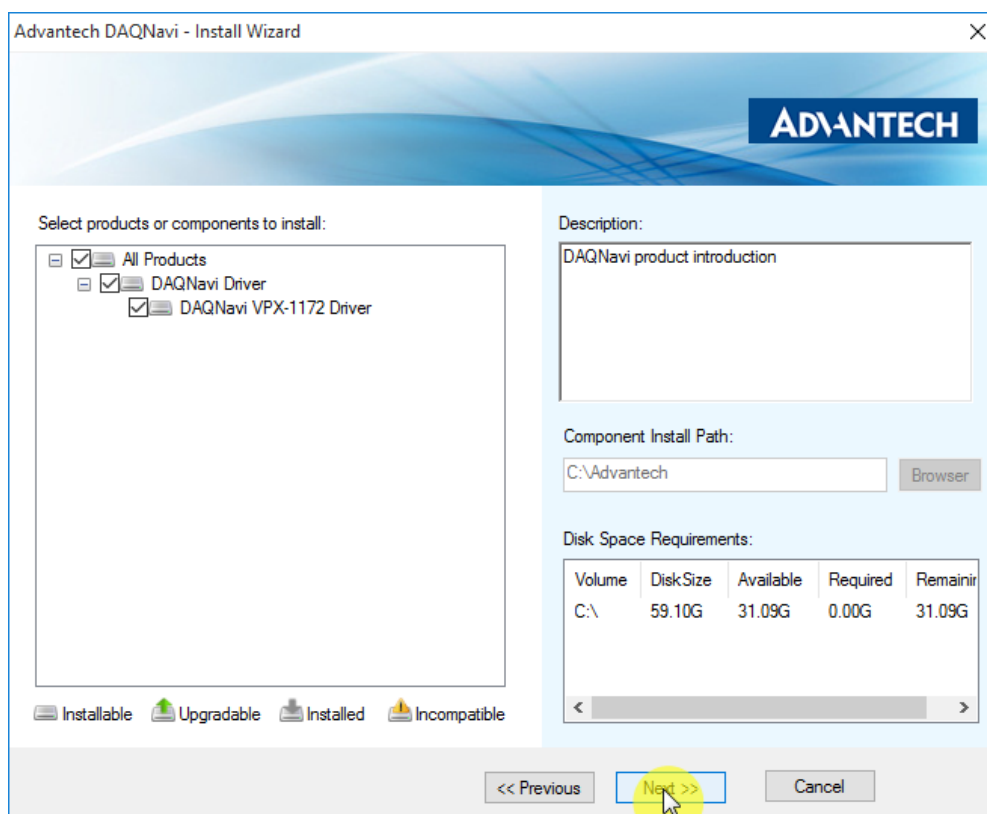 Advantech DAQNavi - Install Wizard
ADVANTECH
Select products or components to install:
All Products
DAQNavi Driver
DAQNavi VPX-1172 Driver
Installable Upgradable Installed Incompatible
Description:
DAQNavi product introduction
Component Install Path:
C:\Advantech Browser
Disk Space Requirements:
Volume DiskSize Available Required Remainin
C:\ 59.10G 31.09G 0.00G 31.09G
<< Previous Next >> Cancel